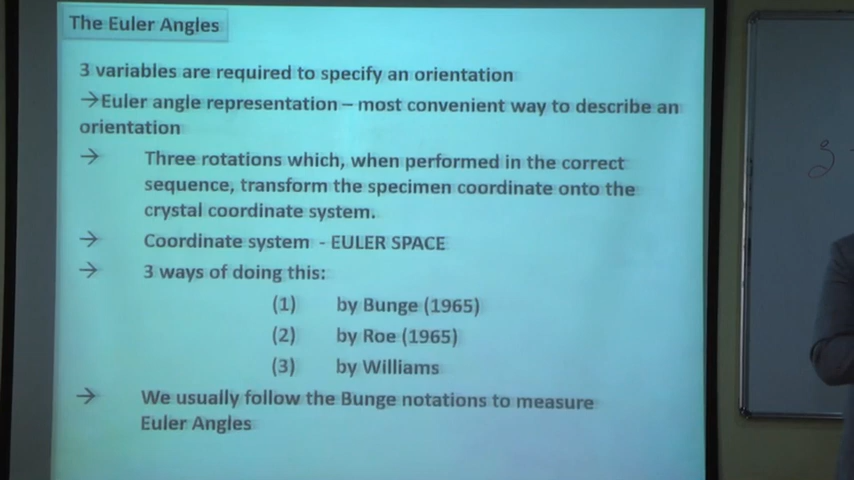 The Euler Angles
3 variables are required to specify an orientation
→Euler angle representation – most convenient way to describe an
orientation
→ Three rotations which, when performed in the correct
sequence, transform the specimen coordinate onto the
crystal coordinate system.
→ Coordinate system - EULER SPACE
→ 3 ways of doing this:
(1) by Bunge (1965)
(2) by Roe (1965)
(3) by Williams
→ We usually follow the Bunge notations to measure
Euler Angles